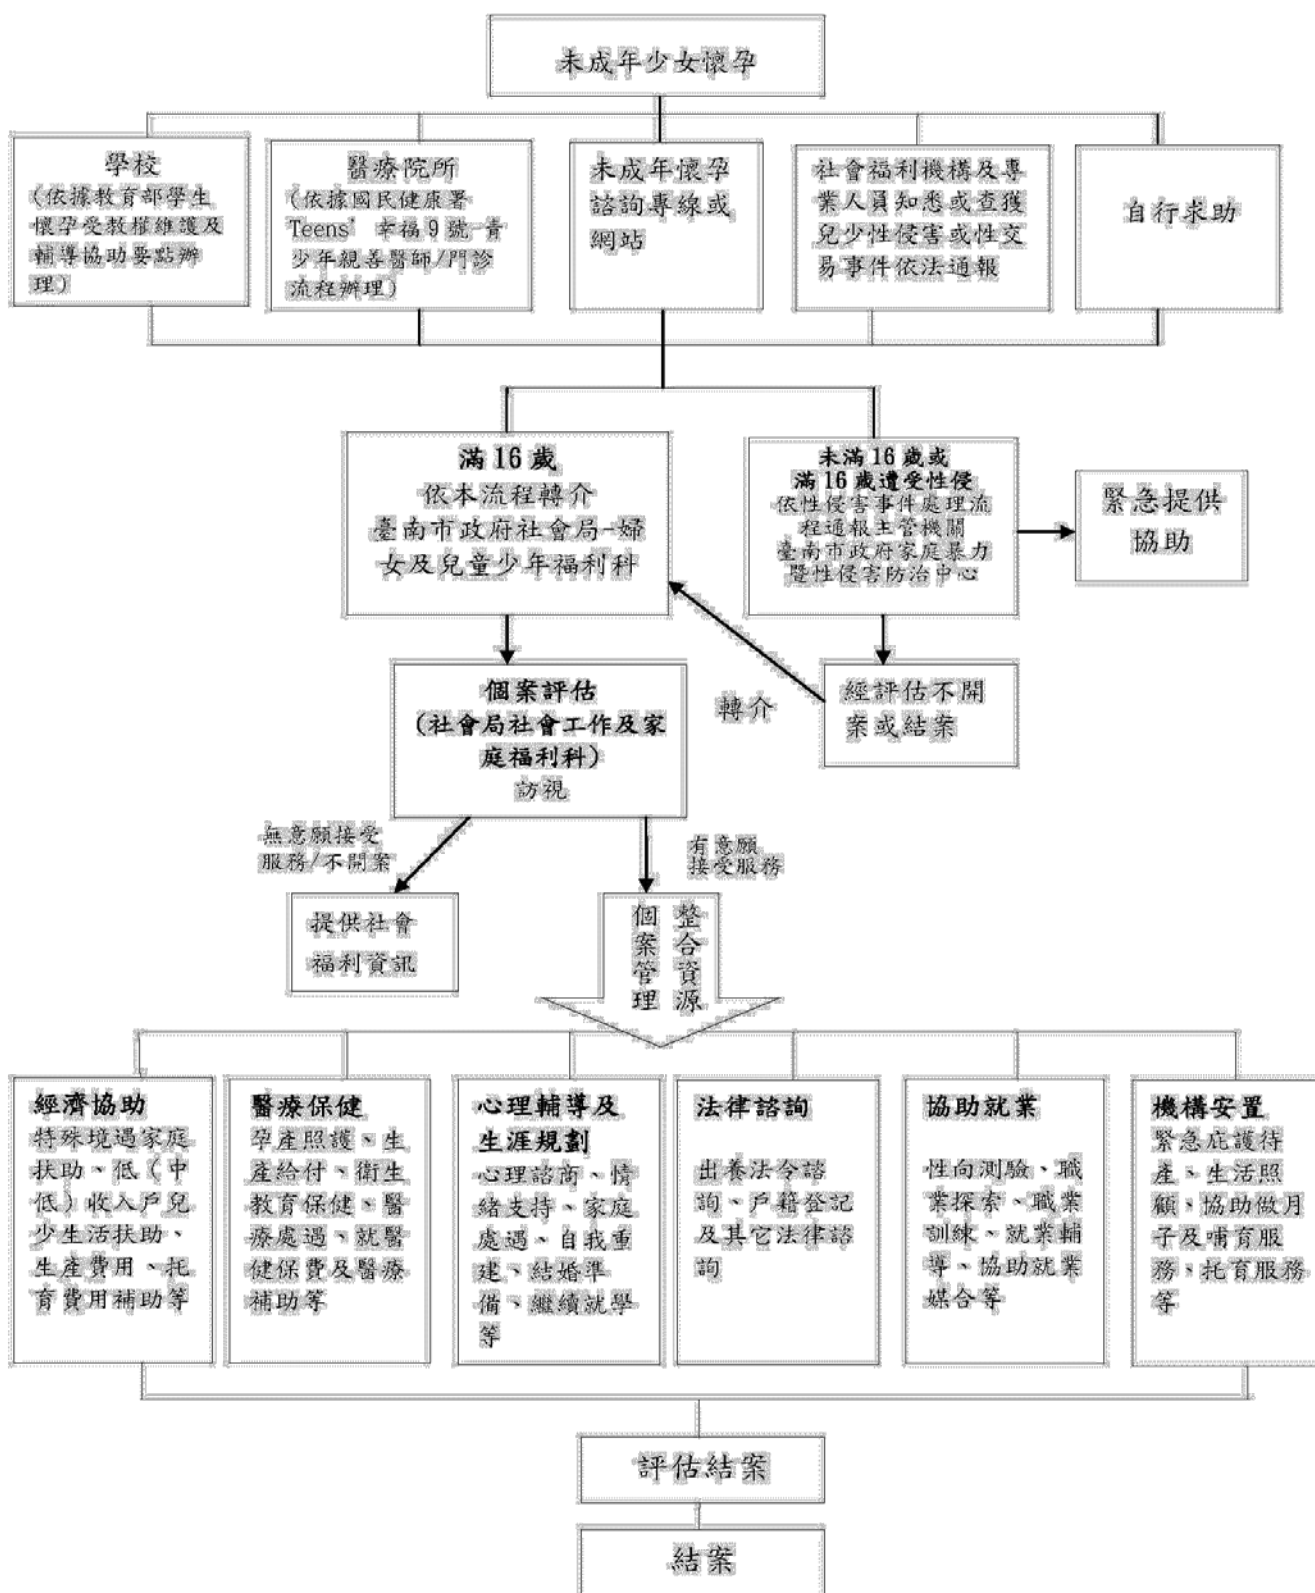 未成年少女懷孕
學校
(依據教育部學生
懷孕受教權維護及
輔導協助要點辦
理)
醫療院所
(依據國民健康署
Teens' 幸福9號-青
少年親善醫師/門診
流程辦理)
未成年懷孕
諮詢專線或
網站
社會福利機構及專
業人員知悉或查獲
兒少性侵害或性交
易事件依法通報
自行求助
滿16歲
依本流程轉介
臺南市政府社會局-婦
女及兒童少年福利科
未滿16歲或
滿16歲遭受性侵
依性侵害事件處理流
程通報主管機關
臺南市政府家庭暴力
暨性侵害防治中心
緊急提供
協助
個案評估
(社會局社會工作及家
庭福利科)
訪視
轉介
經評估不開
案或結案
無意願接受
服務/不開案
有意願
接受服務
提供社會
福利資訊
整合資源
個案管理
經濟協助
特殊境遇家庭
扶助、低(中
低)收入戶兒
少生活扶助、
生產費用、托
育費用補助等
醫療保健
孕產照護、生
產給付、衛生
教育保健、醫
療處遇、就醫
健保費及醫療
補助等
心理輔導及
生涯規劃
心理諮商、情
緒支持、家庭
處遇、自我重
建、結婚準
備、繼續就學
等
法律諮詢
出養法令諮
詢、戶籍登記
及其它法律諮
詢
協助就業
性向測驗、職
業探索、職業
訓練、就業輔
導、協助就業
媒合等
機構安置
緊急庇護待
產、生活照
顧、協助做月
子及哺育服
務、托育服務
等
評估結案
結案